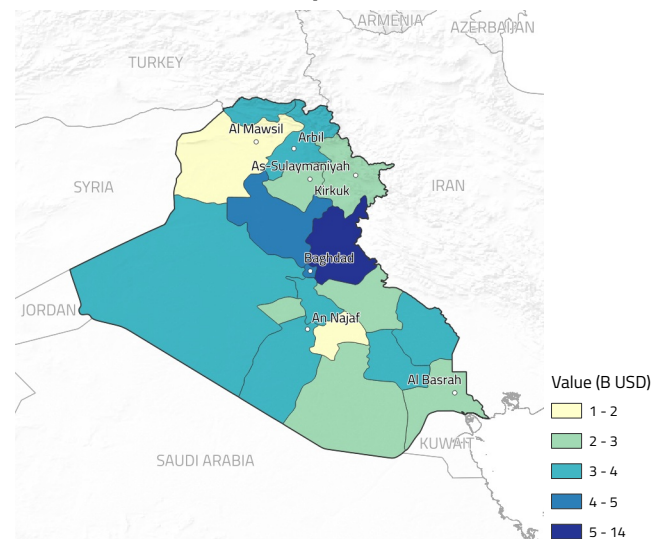 ARMENIA
AZERBAIJAN
TURKEY
Al Mawsil
Arbil
As-Sulaymaniyah
SYRIA
Kirkuk
IRAN
Baghdad
JORDAN
An Najaf
Al Basrah
KUWAIT
SAUDI ARABIA
Value (B USD)
1 - 2
2 - 3
3 - 4
4 - 5
5 - 14